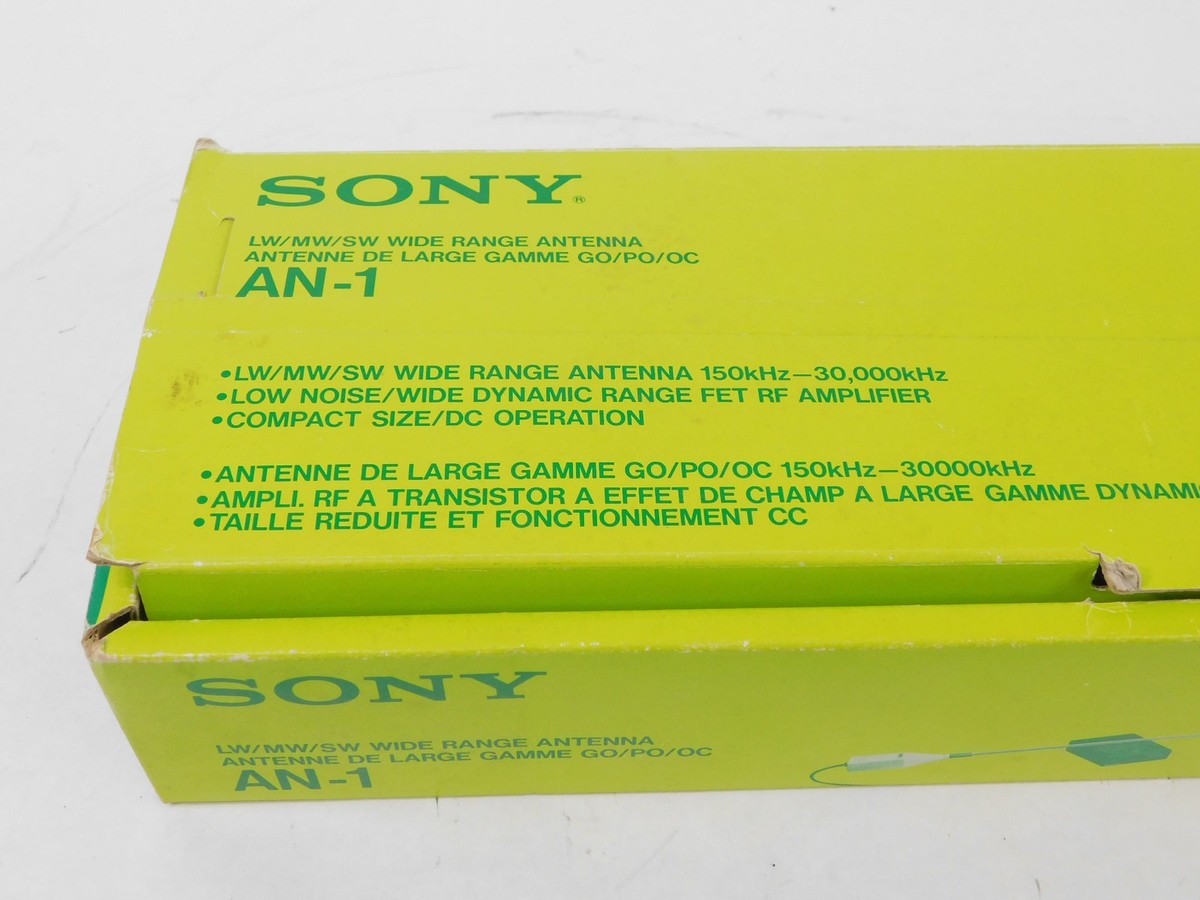 SONY®
LW/MW/SW WIDE RANGE ANTENNA
ANTENNE DE LARGE GAMME GO/PO/OC
AN-1
•LW/MW/SW WIDE RANGE ANTENNA 150kHz—30,000kHz
•LOW NOISE/WIDE DYNAMIC RANGE FET RF AMPLIFIER
•COMPACT SIZE/DC OPERATION
•ANTENNE DE LARGE GAMME GO/PO/OC 150kHz—30000kHz
•AMPLI. RF A TRANSISTOR A EFFET DE CHAMP A LARGE GAMME DYNAM
•TAILLE REDUITE ET FONCTIONNEMENT CC
SONY
LW/MW/SW WIDE RANGE ANTENNA
ANTENNE DE LARGE GAMME GO/PO/OC
AN-1